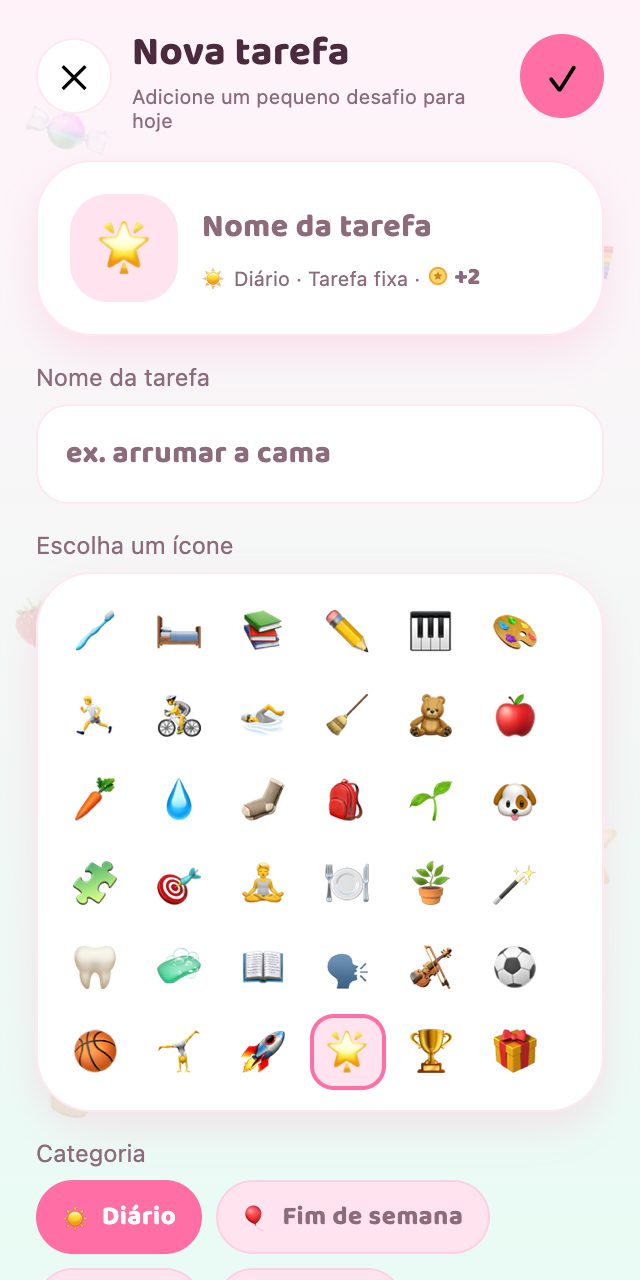 Nova tarefa
Adicione um pequeno desafio para
hoje
Nome da tarefa
Diário · Tarefa fixa · +2
Nome da tarefa
ex. arrumar a cama
Escolha um ícone
Categoria
Diário
Fim de semana